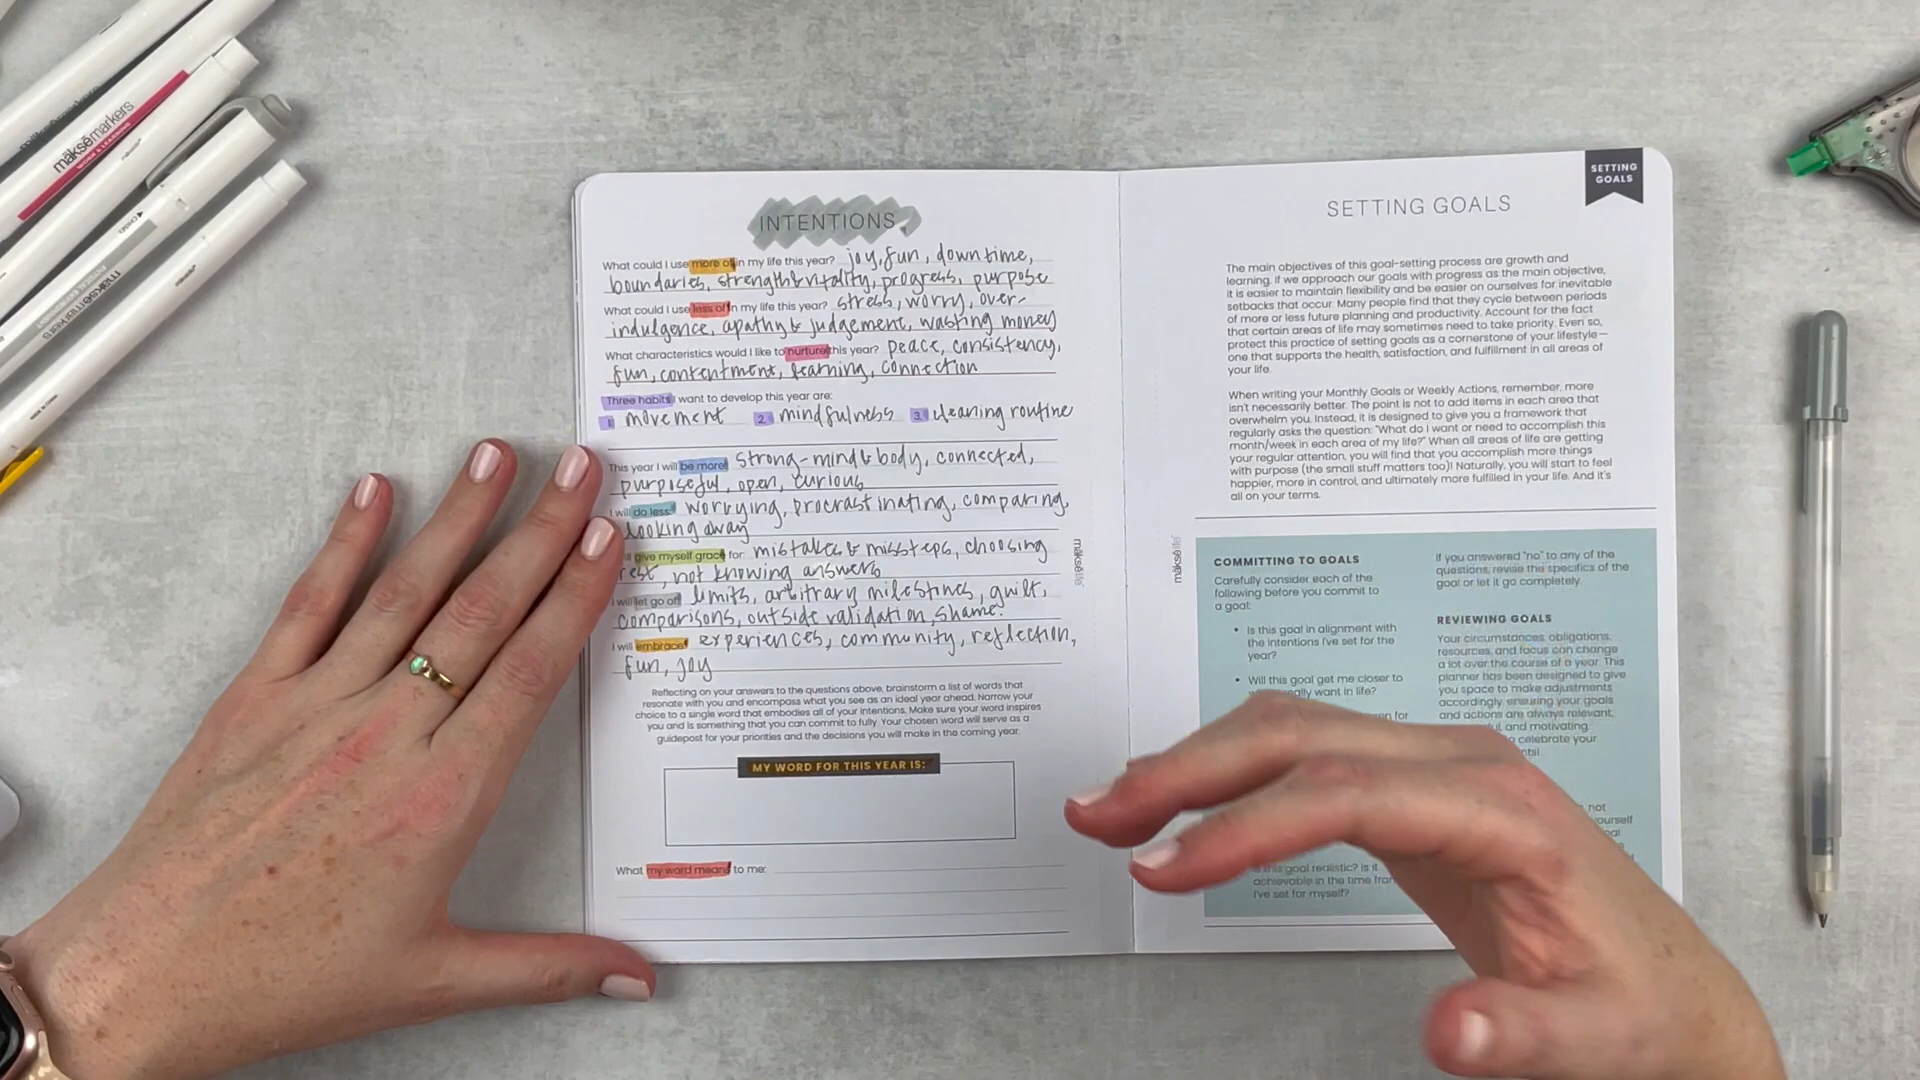 mäksēmarkers
INTENTIONS
What could I use more of in my life this year? joy, fun, down time,
boundaries, strength & vitality, progress, purpose
What could I use less of in my life this year? stress, worry, over-
indulgence, apathy & judgement, wasting money
What characteristics would I like to nurture this year? peace, consistency,
fun, contentment, learning, connection
Three habits I want to develop this year are:
1. movement 2. mindfulness 3. cleaning routine
This year I will be more: strong-mind & body, connected,
purposeful, open, curious
I will do less: worrying, procrastinating, comparing,
looking away
give myself grace for: mistakes & missteps, choosing
rest, not knowing answers
I will let go of: limits, arbitrary milestines, guilt,
comparisons, outside validation, shame.
I will embrace: experiences, community, reflection,
fun, joy
Reflecting on your answers to the questions above, brainstorm a list of words that
resonate with you and encompass what you see as an ideal year ahead. Narrow your
choice to a single word that embodies all of your intentions. Make sure your word inspires
you and is something that you can commit to fully. Your chosen word will serve as a
guidepost for your priorities and the decisions you will make in the coming year.
MY WORD FOR THIS YEAR IS:
What my word means to me:
mäksēlife
SETTING
GOALS
SETTING GOALS
The main objectives of this goal-setting process are growth and
learning. If we approach our goals with progress as the main objective,
it is easier to maintain flexibility and be easier on ourselves for inevitable
setbacks that occur. Many people find that they cycle between periods
of more or less future planning and productivity. Account for the fact
that certain areas of life may sometimes need to take priority. Even so,
protect this practice of setting goals as a cornerstone of your lifestyle—
one that supports the health, satisfaction, and fulfillment in all areas of
your life.
When writing your Monthly Goals or Weekly Actions, remember, more
isn't necessarily better. The point is not to add items in each area that
overwhelm you. Instead, it is designed to give you a framework that
regularly asks the question: "What do I want or need to accomplish this
month/week in each area of my life?" When all areas of life are getting
your regular attention, you will find that you accomplish more things
with purpose (the small stuff matters too)! Naturally, you will start to feel
happier, more in control, and ultimately more fulfilled in your life. And it's
all on your terms.
mäksēlife
COMMITTING TO GOALS
Carefully consider each of the
following before you commit to
a goal:
• Is this goal in alignment with
the intentions I've set for the
year?
• Will this goal get me closer to
really want in life?
for
this goal realistic? Is it
achievable in the time
I've set for myself?
If you answered "no" to any of the
questions, revise the specifics of the
goal or let it go completely.
REVIEWING GOALS
Your circumstances, obligations,
resources, and focus can change
a lot over the course of a year. This
planner has been designed to give
you space to make adjustments
accordingly ensuring your goals
and actions are always relevant,
and motivating.
celebrate your
not